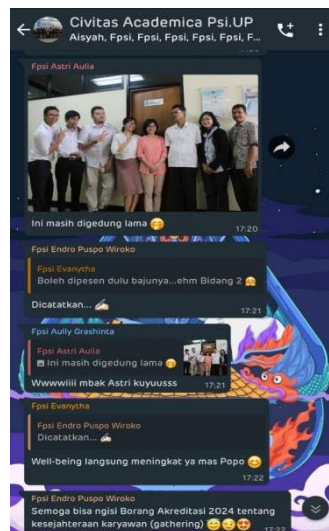 Civitas Academica Psi.UP
Aisyah, Fpsi, Fpsi, Fpsi, Fpsi, Fpsi, F...
Fpsi Astri Aulia
Ini masih digedung lama 🤭
17:20
Fpsi Endro Puspo Wiroko
Fpsi Evanytha
Boleh dipesen dulu bajunya...ehm Bidang 2 🤗
Dicatatkan... ✍🏻
17:21
Fpsi Aully Grashinta
Fpsi Astri Aulia
Ini masih digedung lama 🤭
Wwwwiiii mbak Astri kuyuusss
17:21
Fpsi Evanytha
Fpsi Endro Puspo Wiroko
Dicatatkan... ✍🏻
Well-being langsung meningkat ya mas Popo 😊
17:22
Fpsi Endro Puspo Wiroko
Semoga bisa ngisi Borang Akreditasi 2024 tentang
kesejahteraan karyawan (gathering)
17:22